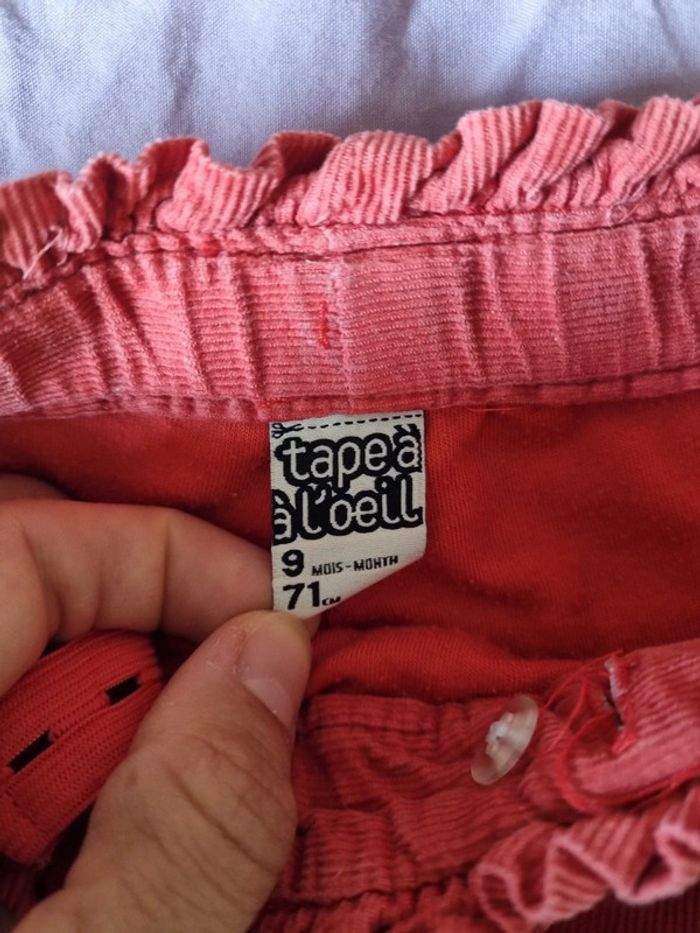 tape à
à l'oeil
9 MOIS-MONTH
71 CM